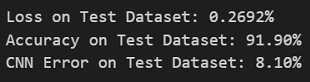 Loss on Test Dataset: 0.2692%
Accuracy on Test Dataset: 91.90%
CNN Error on Test Dataset: 8.10%